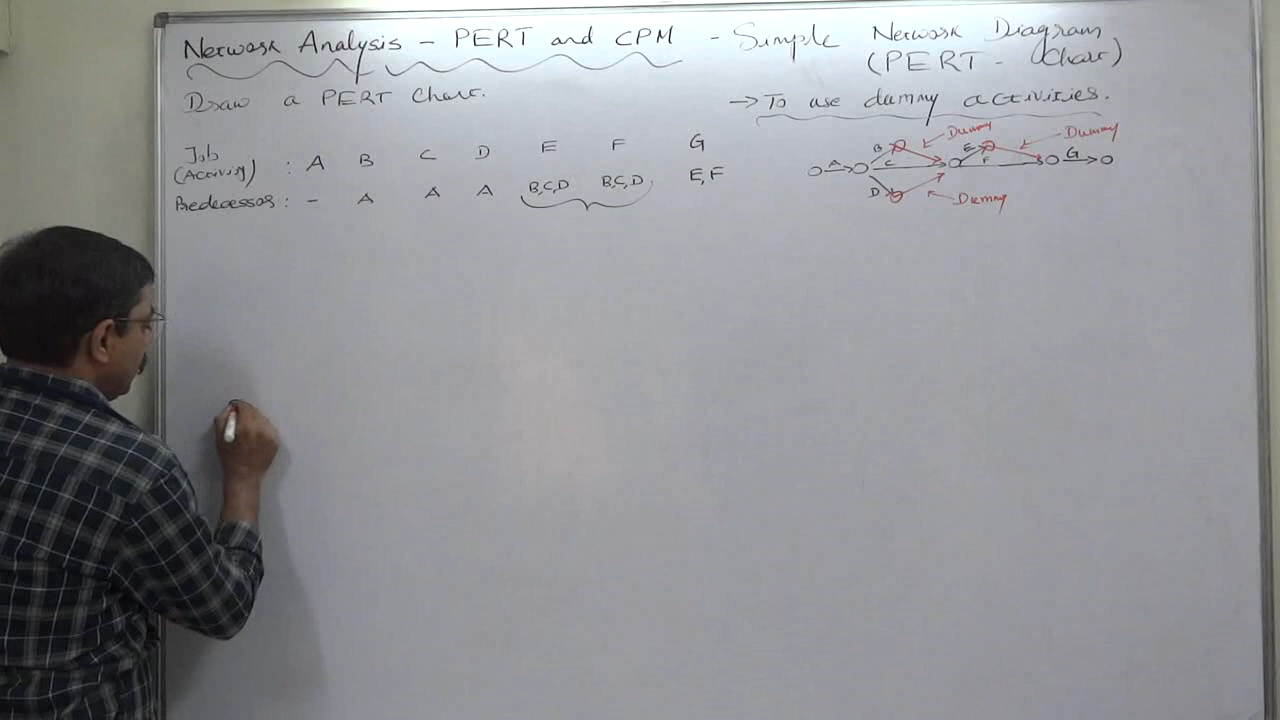 Network Analysis - PERT and CPM - Simple Network Diagram
(PERT - Chart)
Draw a PERT Chart.
→ To use dummy activities.
Job
(Activity) : A B C D E F G
Predecessor : - A A A B,C,D B,C,D E,F
A B C D E F G
Dummy Dummy
Dummy